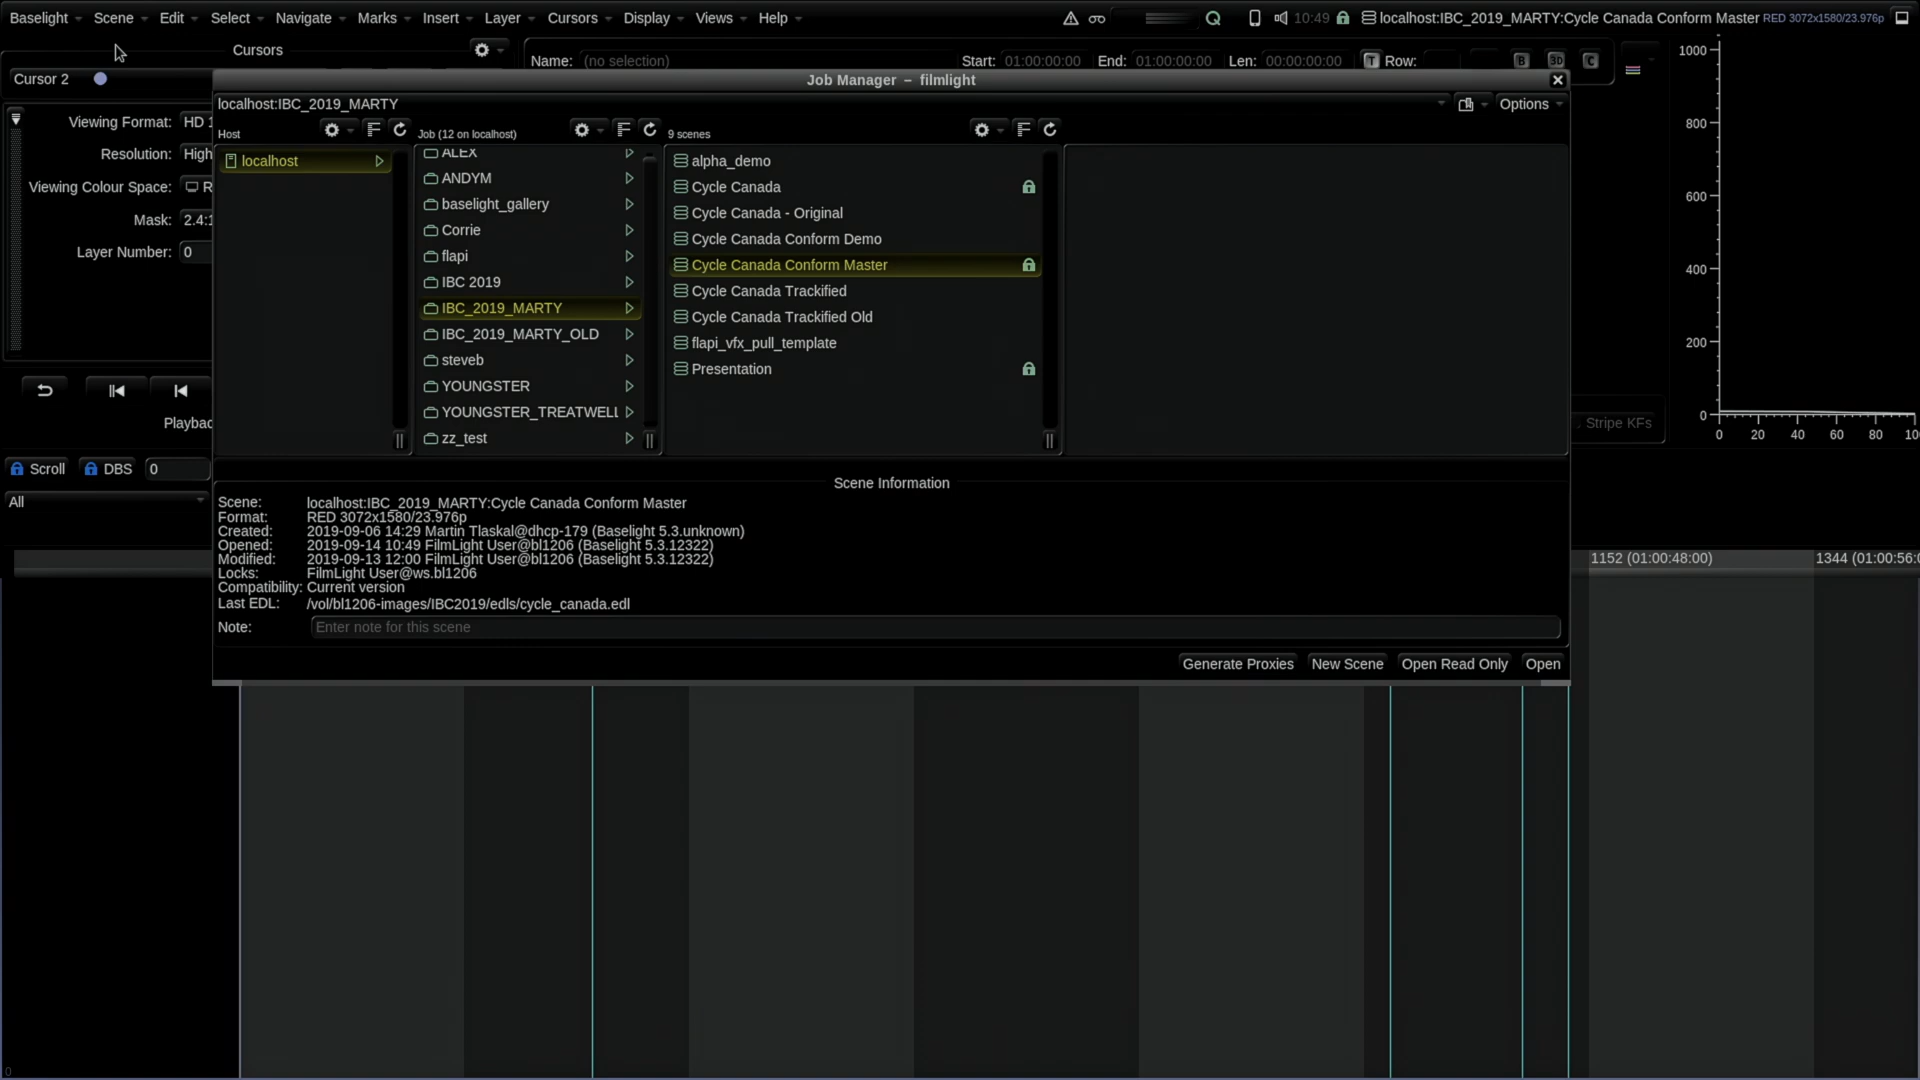 Baselight Scene Edit Select Navigate Marks Insert Layer Cursors Display Views Help 10:49 localhost:IBC_2019_MARTY:Cycle Canada Conform Master RED 3072x1580/23.976p
Cursors
Name: (no selection) Start: 01:00:00:00 End: 01:00:00:00 Len: 00:00:00:00 T Row: B 3D C
Cursor 2
Job Manager – filmlight
localhost:IBC_2019_MARTY Options
Host Job (12 on localhost) 9 scenes
Viewing Format: HD 1
Resolution: High
Viewing Colour Space: R
Mask: 2.4:1
Layer Number: 0
localhost
ALEX
ANDYM
baselight_gallery
Corrie
flapi
IBC 2019
IBC_2019_MARTY
IBC_2019_MARTY_OLD
steveb
YOUNGSTER
YOUNGSTER_TREATWELL
zz_test
alpha_demo
Cycle Canada
Cycle Canada - Original
Cycle Canada Conform Demo
Cycle Canada Conform Master
Cycle Canada Trackified
Cycle Canada Trackified Old
flapi_vfx_pull_template
Presentation
1000
800
600
400
200
0
0 20 40 60 80 10
Playbac
Stripe KFs
Scroll DBS 0
All
Scene Information
Scene: localhost:IBC_2019_MARTY:Cycle Canada Conform Master
Format: RED 3072x1580/23.976p
Created: 2019-09-06 14:29 Martin Tlaskal@dhcp-179 (Baselight 5.3.unknown)
Opened: 2019-09-14 10:49 FilmLight User@bl1206 (Baselight 5.3.12322)
Modified: 2019-09-13 12:00 FilmLight User@bl1206 (Baselight 5.3.12322)
Locks: FilmLight User@ws.bl1206
Compatibility: Current version
Last EDL: /vol/bl1206-images/IBC2019/edls/cycle_canada.edl
Note: Enter note for this scene
Generate Proxies New Scene Open Read Only Open
1152 (01:00:48:00) 1344 (01:00:56:0
0